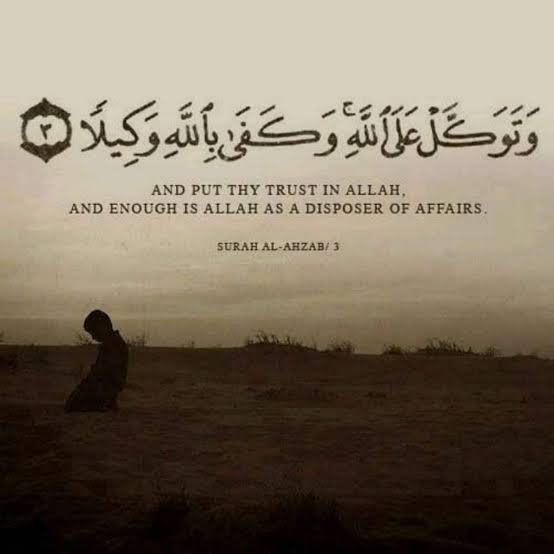 وَتَوَكَّلْ عَلَى ٱللَّهِ ۚ وَكَفَىٰ بِٱللَّهِ وَكِيلًا ٣
AND PUT THY TRUST IN ALLAH,
AND ENOUGH IS ALLAH AS A DISPOSER OF AFFAIRS.
SURAH AL-AHZAB/ 3